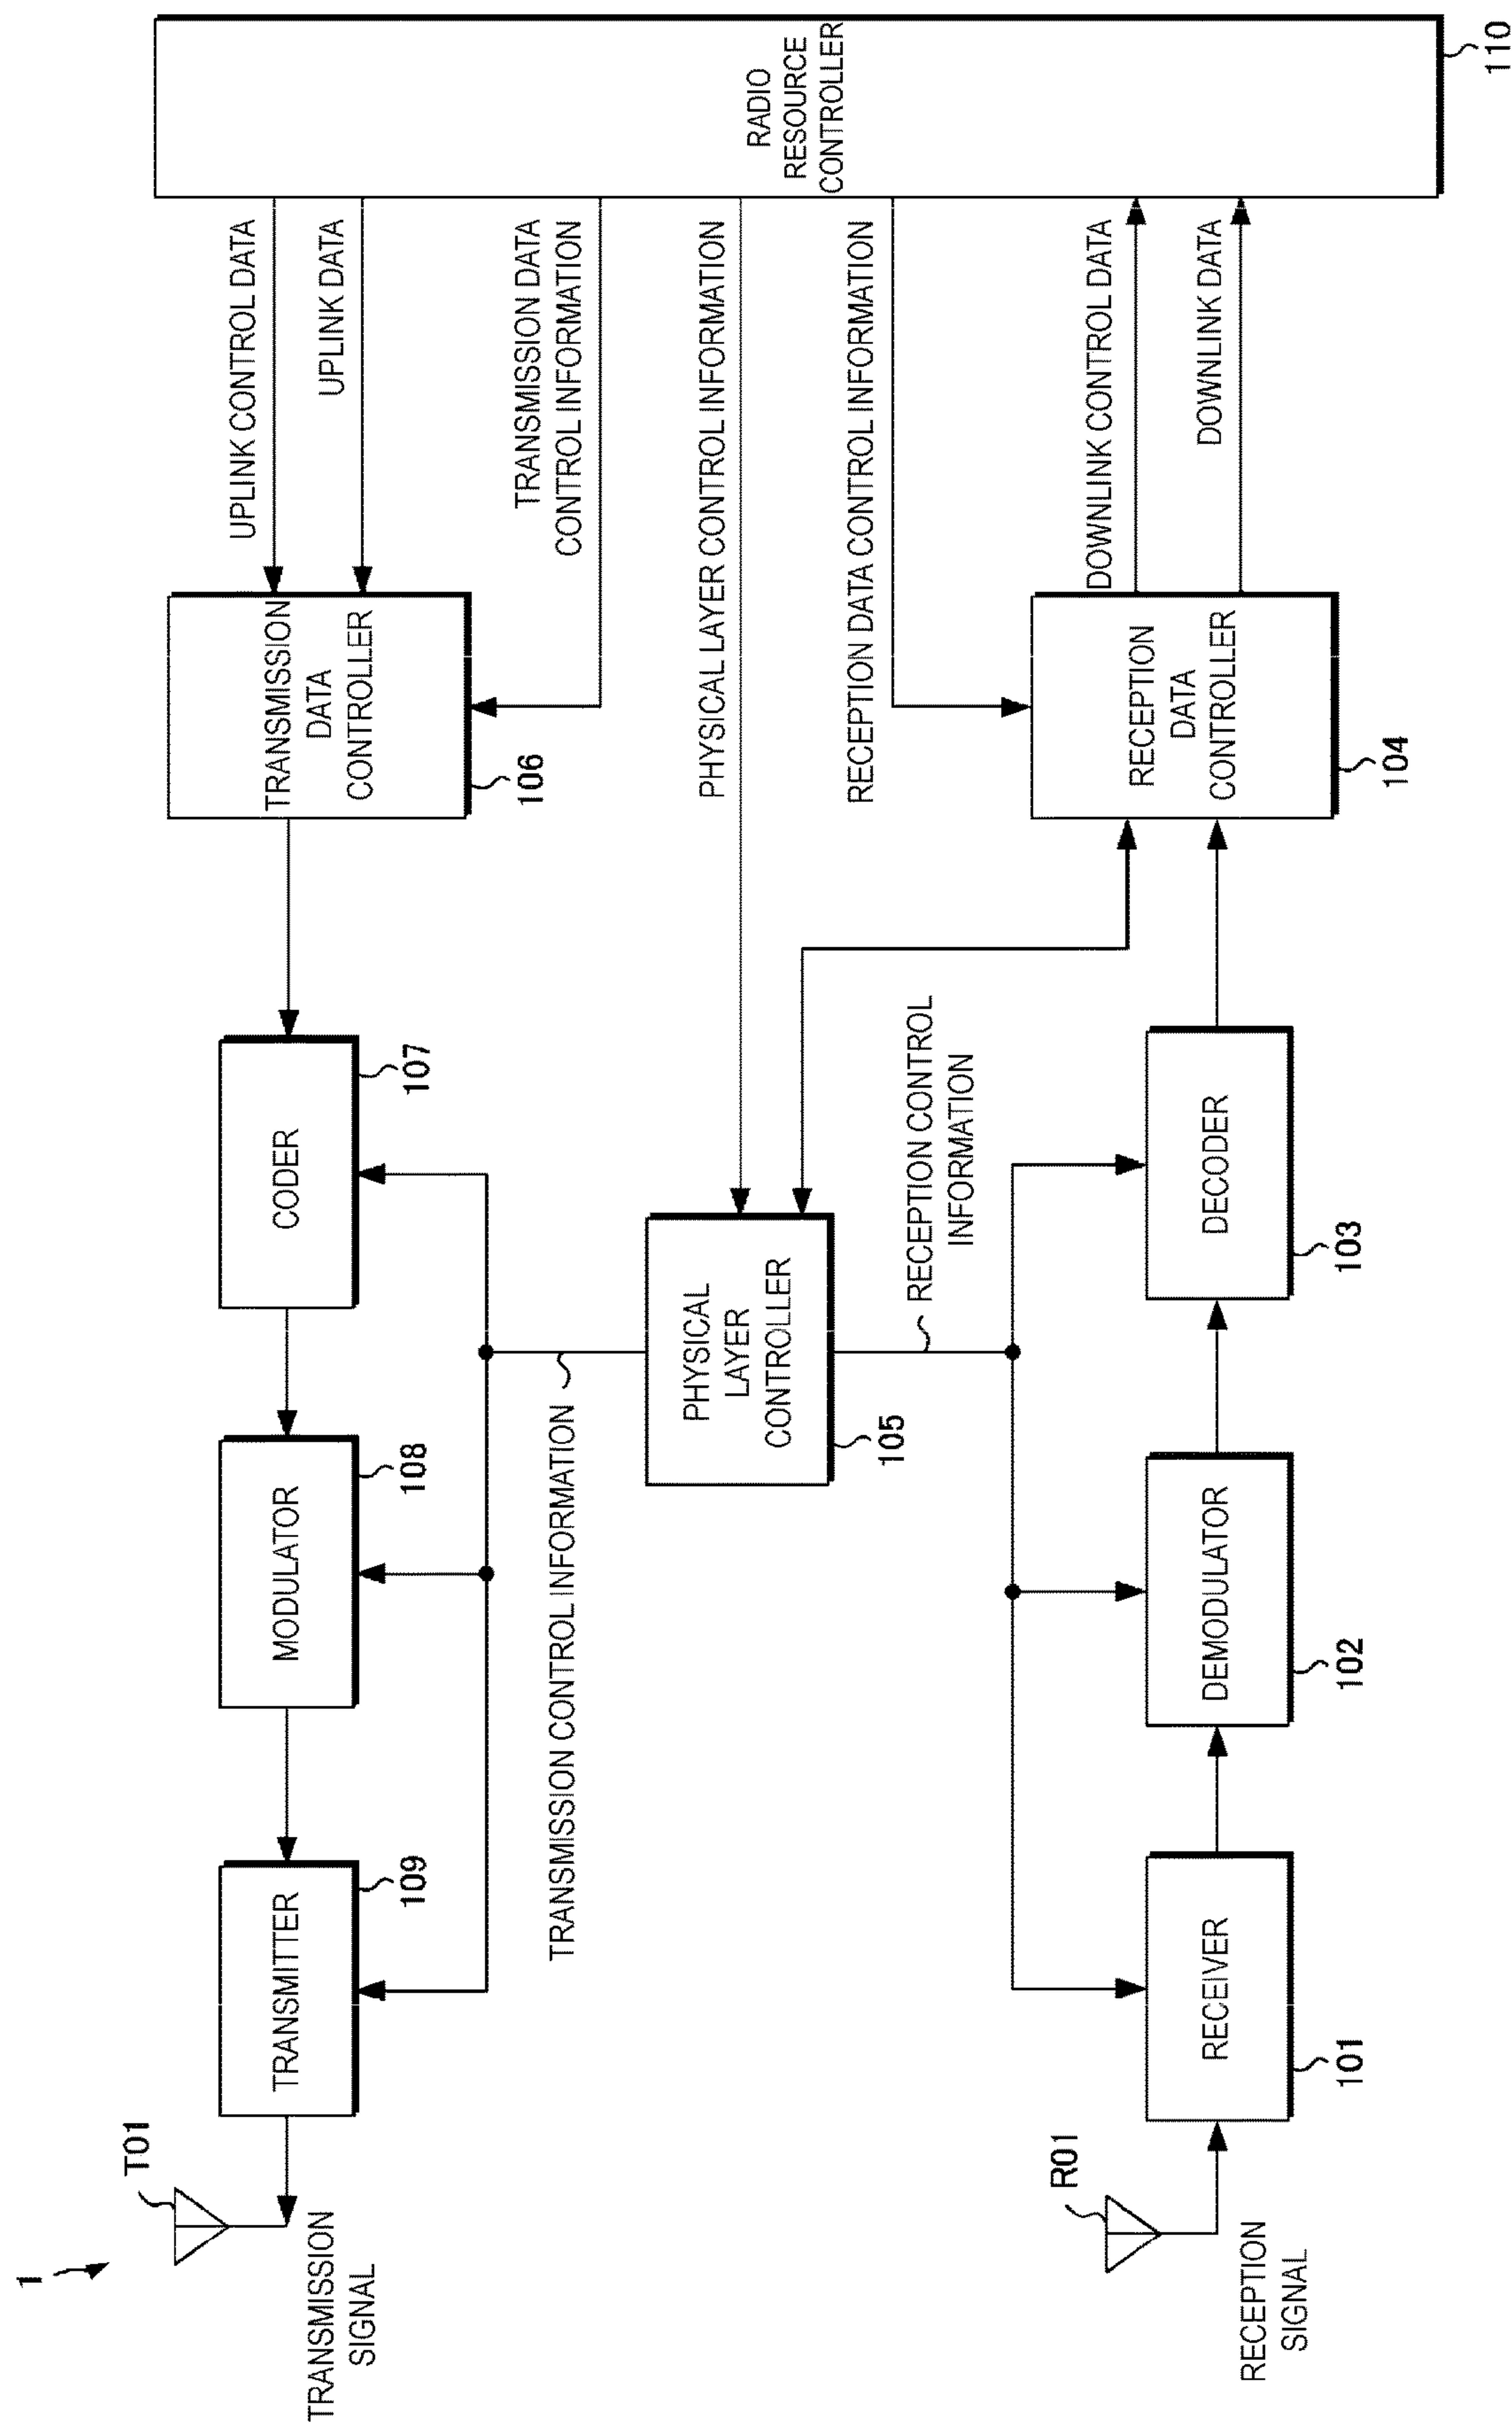 1
T01
TRANSMISSION
SIGNAL
TRANSMITTER
109
MODULATOR
108
CODER
107
TRANSMISSION
DATA
CONTROLLER
106
UPLINK CONTROL DATA
UPLINK DATA
TRANSMISSION DATA
CONTROL INFORMATION
TRANSMISSION CONTROL INFORMATION
PHYSICAL
LAYER
CONTROLLER
105
PHYSICAL LAYER CONTROL INFORMATION
RECEPTION DATA CONTROL INFORMATION
RECEPTION CONTROL
INFORMATION
RADIO
RESOURCE
CONTROLLER
110
R01
RECEPTION
SIGNAL
RECEIVER
101
DEMODULATOR
102
DECODER
103
RECEPTION
DATA
CONTROLLER
104
DOWNLINK CONTROL DATA
DOWNLINK DATA